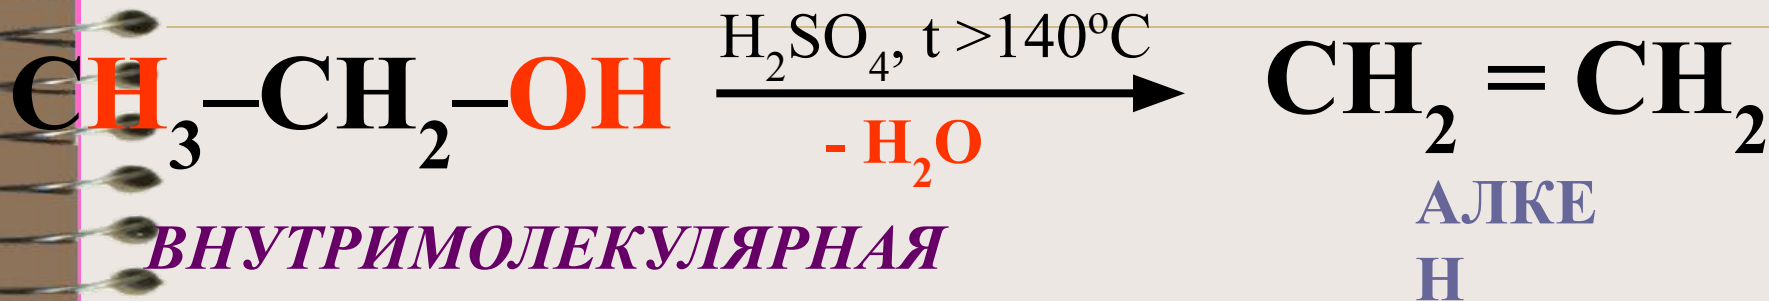 CH₃–CH₂–OH H₂SO₄, t >140ºC CH₂ = CH₂
- H₂O
АЛКЕ
Н
ВНУТРИМОЛЕКУЛЯРНАЯ